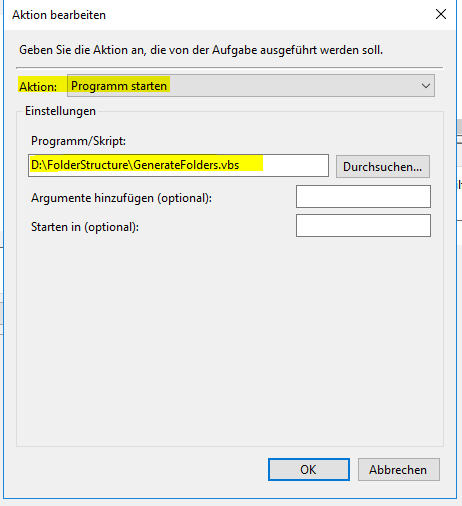 Aktion bearbeiten
Geben Sie die Aktion an, die von der Aufgabe ausgeführt werden soll.
Aktion: Programm starten
Einstellungen
Programm/Skript:
D:\FolderStructure\GenerateFolders.vbs Durchsuchen...
Argumente hinzufügen (optional):
Starten in (optional):
OK Abbrechen